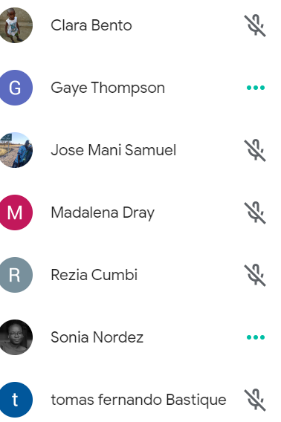 Clara Bento
G Gaye Thompson
Jose Mani Samuel
M Madalena Dray
R Rezia Cumbi
Sonia Nordez
t tomas fernando Bastique